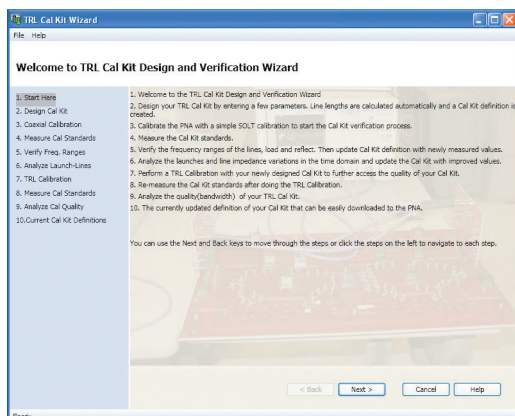 TRL Cal Kit Wizard
File Help
Welcome to TRL Cal Kit Design and Verification Wizard
1. Start Here
2. Design Cal Kit
3. Coaxial Calibration
4. Measure Cal Standards
5. Verify Freq. Ranges
6. Analyze Launch-Lines
7. TRL Calibration
8. Measure Cal Standards
9. Analyze Cal Quality
10.Current Cal Kit Definitions
1. Welcome to the TRL Cal Kit Design and Verification Wizard
2. Design your TRL Cal Kit by entering a few parameters. Line lengths are calculated automatically and a Cal Kit definition is
created.
3. Calibrate the PNA with a simple SOLT calibration to start the Cal Kit verification process.
4. Measure the Cal Kit standards.
5. Verify the frequency ranges of the lines, load and reflect. Then update Cal Kit definition with newly measured values.
6. Analyze the launches and line impedance variations in the time domain and update the Cal Kit with improved values.
7. Perform a TRL Calibration with your newly designed Cal Kit to further access the quality of your Cal Kit.
8. Re-measure the Cal Kit standards after doing the TRL Calibration.
9. Analyze the quality(bandwidth) of your TRL Cal Kit.
10. The currently updated definition of your Cal Kit that can be easily downloaded to the PNA.
You can use the Next and Back keys to move through the steps or click the steps on the left to navigate to each step.
< Back Next > Cancel Help
Ready